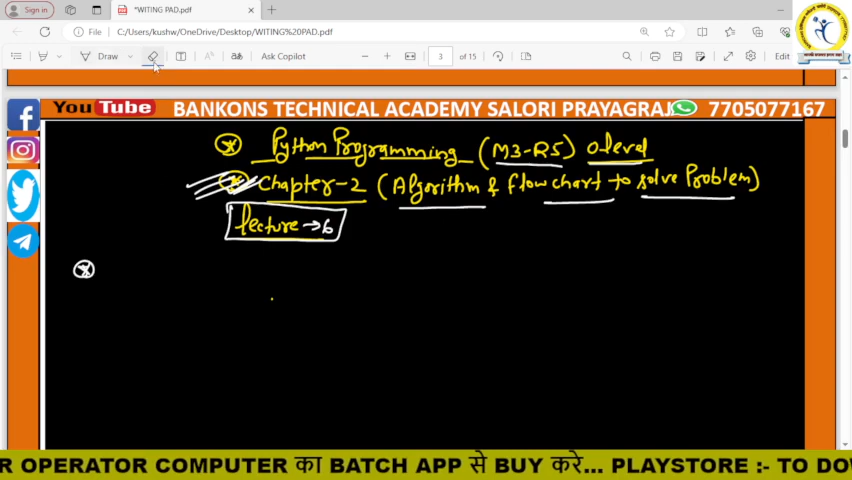 Sign in
*WITING PAD.pdf
File
C:/Users/kushw/OneDrive/Desktop/WITING%20PAD.pdf
Draw
Ask Copilot
3 of 15
Edit
YouTube BANKONS TECHNICAL ACADEMY SALORI PRAYAGRAJ 7705077167
Python Programming (M3-R5) O level
Chapter-2 (Algorithm & flow chart to solve Problem)
lecture → 6
R OPERATOR COMPUTER का BATCH APP से BUY करे... PLAYSTORE :- TO DO